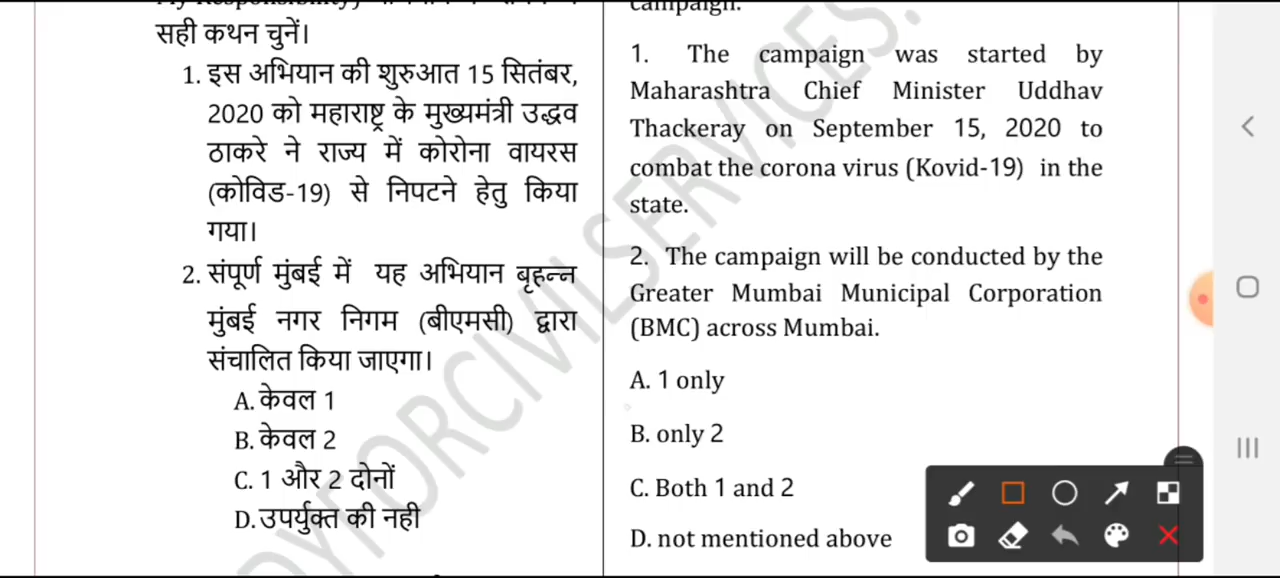 सही कथन चुनें।
1. इस अभियान की शुरुआत 15 सितंबर,
2020 को महाराष्ट्र के मुख्यमंत्री उद्धव
ठाकरे ने राज्य में कोरोना वायरस
(कोविड-19) से निपटने हेतु किया
गया।
2. संपूर्ण मुंबई में यह अभियान बृहन्न
मुंबई नगर निगम (बीएमसी) द्वारा
संचालित किया जाएगा।
A. केवल 1
B. केवल 2
C. 1 और 2 दोनों
D. उपर्युक्त की नही
campaign.
1. The campaign was started by
Maharashtra Chief Minister Uddhav
Thackeray on September 15, 2020 to
combat the corona virus (Kovid-19) in the
state.
2. The campaign will be conducted by the
Greater Mumbai Municipal Corporation
(BMC) across Mumbai.
A. 1 only
B. only 2
C. Both 1 and 2
D. not mentioned above
DYFORCIVILSERVICES.